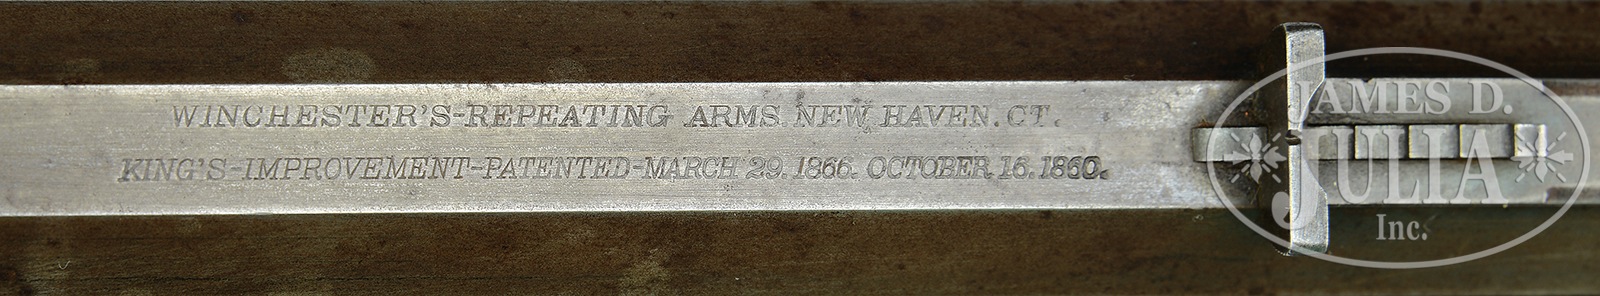 WINCHESTER'S-REPEATING ARMS. NEW HAVEN. CT.
KING'S-IMPROVEMENT-PATENTED-MARCH 29. 1866. OCTOBER 16. 1860.
JAMES D.
JULIA
Inc.